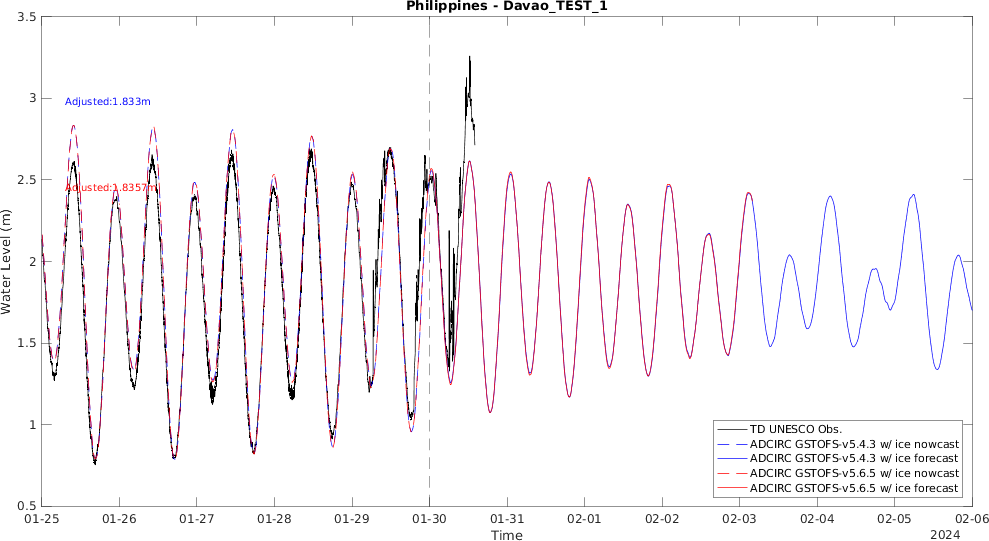 Philippines - Davao_TEST_1
Water Level (m)
3.5
3
2.5
2
1.5
1
0.5
Adjusted:1.833m
Adjusted:1.8357m
TD UNESCO Obs.
ADCIRC GSTOFS-v5.4.3 w/ ice nowcast
ADCIRC GSTOFS-v5.4.3 w/ ice forecast
ADCIRC GSTOFS-v5.6.5 w/ ice nowcast
ADCIRC GSTOFS-v5.6.5 w/ ice forecast
01-25 01-26 01-27 01-28 01-29 01-30 01-31 02-01 02-02 02-03 02-04 02-05 02-06
Time
2024